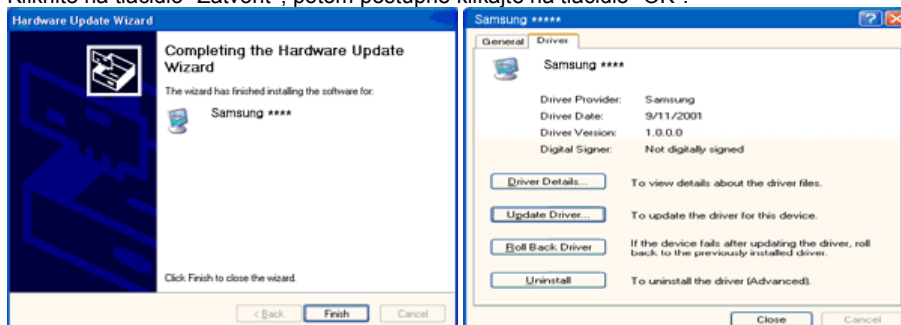 Kliknite na tlačidlo "Zatvoriť", potom postupne klikajte na tlačidlo "OK".
Hardware Update Wizard
Completing the Hardware Update
Wizard
The wizard has finished installing the software for:
Samsung ****
Click Finish to close the wizard.
< Back
Finish
Cancel
Samsung *****
General
Driver
Samsung ****
Driver Provider: Samsung
Driver Date: 9/11/2001
Driver Version: 1.0.0.0
Digital Signer: Not digitally signed
Driver Details... To view details about the driver files.
Update Driver... To update the driver for this device.
Roll Back Driver If the device fails after updating the driver, roll
back to the previously installed driver.
Uninstall To uninstall the driver (Advanced).
Close
Cancel